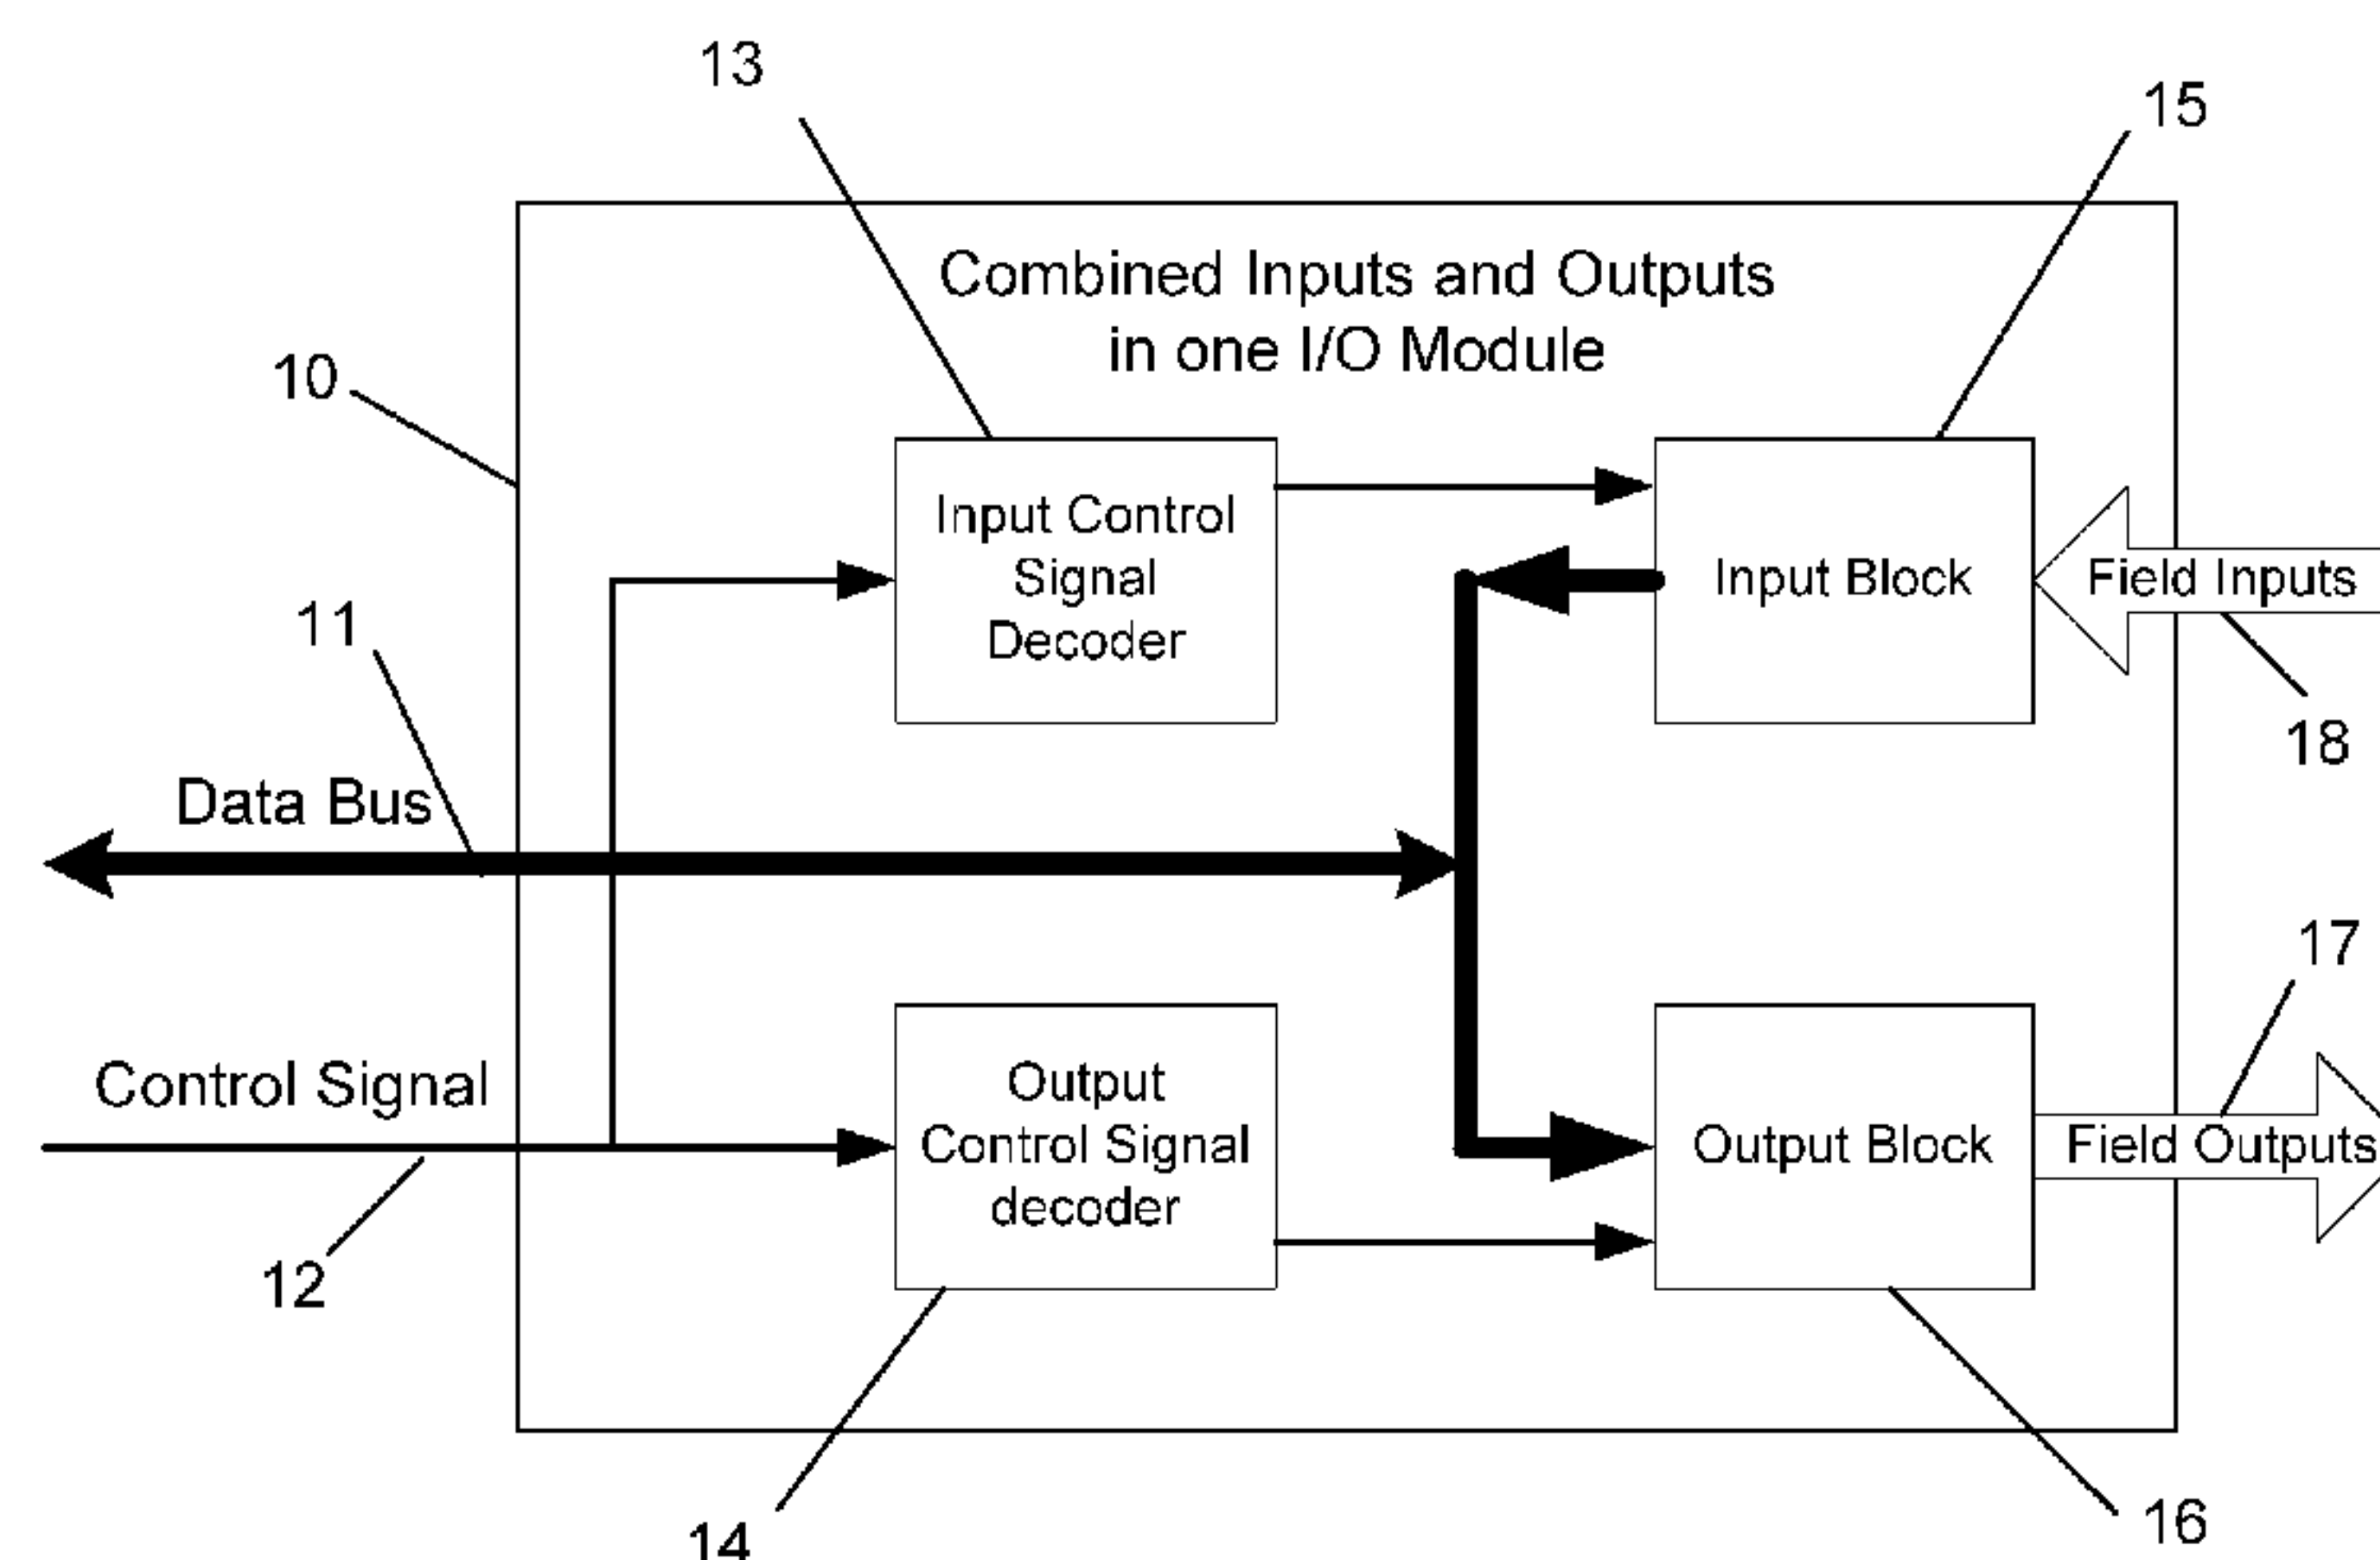 13
15
Combined Inputs and Outputs
in one I/O Module
10
Input Control
Signal
Decoder
Input Block
Field Inputs
11
18
Data Bus
17
Control Signal
Output
Control Signal
decoder
Output Block
Field Outputs
12
14
16